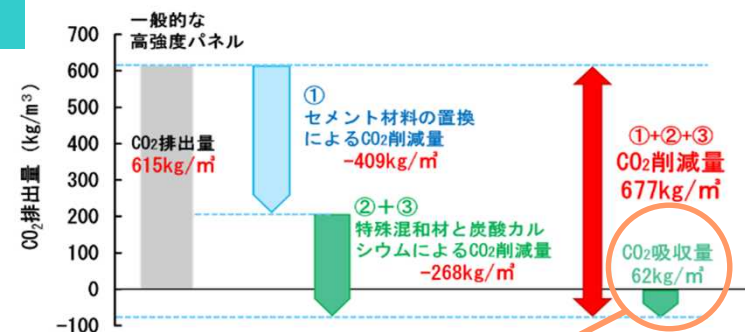 一般的な
高強度パネル
CO₂排出量 (kg/m³)
700
600
500
400
300
200
100
0
-100
CO₂排出量
615kg/㎥
①
セメント材料の置換
によるCO₂削減量
-409kg/㎥
②+③
特殊混和材と炭酸カル
シウムによるCO₂削減量
-268kg/㎥
①+②+③
CO₂削減量
677kg/㎥
CO₂吸収量
62kg/㎥